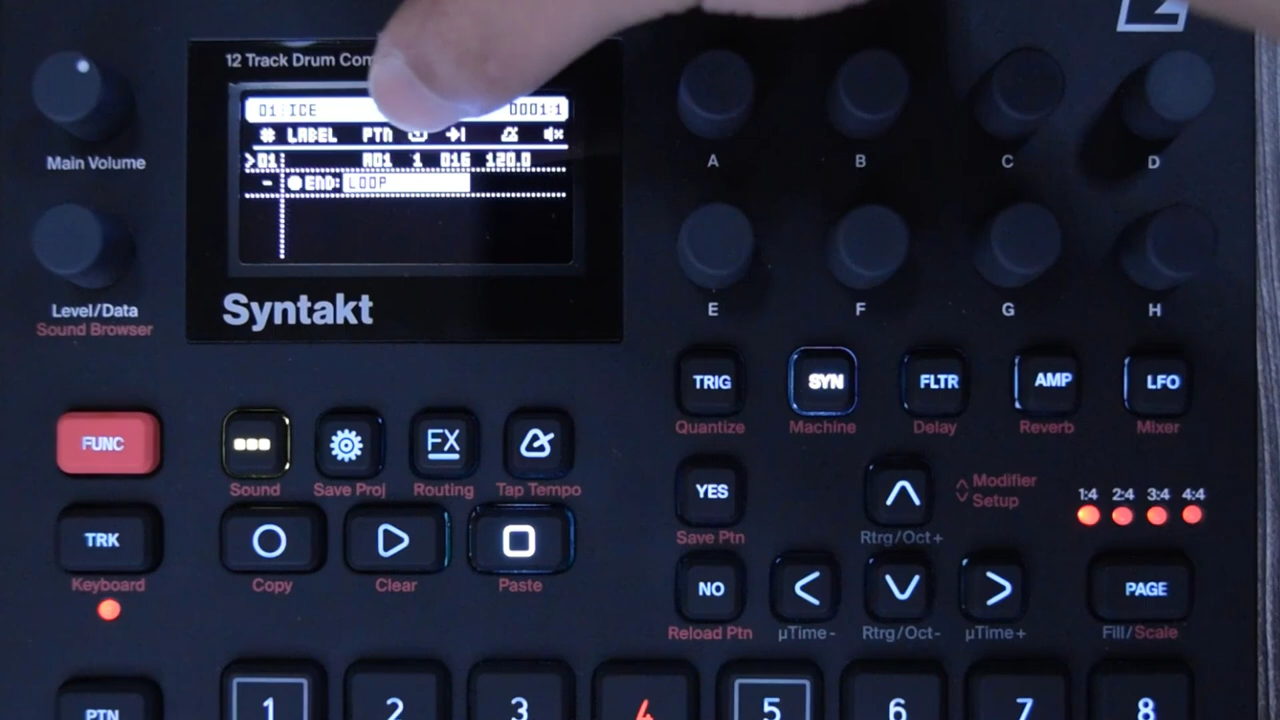 12 Track Drum Com
01 ICE 0001:1
# LABEL PTN
>01 A01 1 016 120.0
- END: LOOP
Syntakt
Main Volume
Level/Data
Sound Browser
A B C D
E F G H
TRIG SYN FLTR AMP LFO
Quantize Machine Delay Reverb Mixer
FUNC FX
Sound Save Proj Routing Tap Tempo
YES
Save Ptn
Rtrg/Oct+
Modifier
Setup
1:4 2:4 3:4 4:4
TRK
Keyboard
Copy Clear Paste
NO PAGE
Reload Ptn µTime- Rtrg/Oct- µTime+ Fill/Scale
PTN 1 2 3 4 5 6 7 8